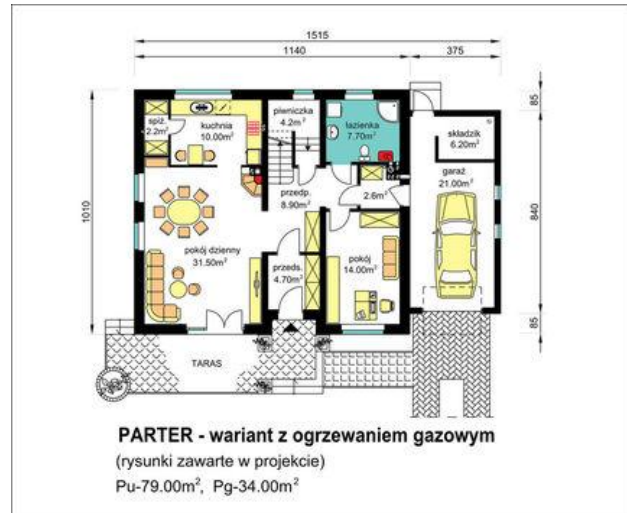 1515
1140
375
85
840
85
1010
spiż.
2.2m²
kuchnia
10.00m²
piwniczka
4.2m²
łazienka
7.70m²
składzik
6.20m²
garaż
21.00m²
2.6m²
przedp.
8.90m²
pokój dzienny
31.50m²
przeds.
4.70m²
pokój
14.00m²
TARAS
PARTER - wariant z ogrzewaniem gazowym
(rysunki zawarte w projekcie)
Pu-79.00m², Pg-34.00m²